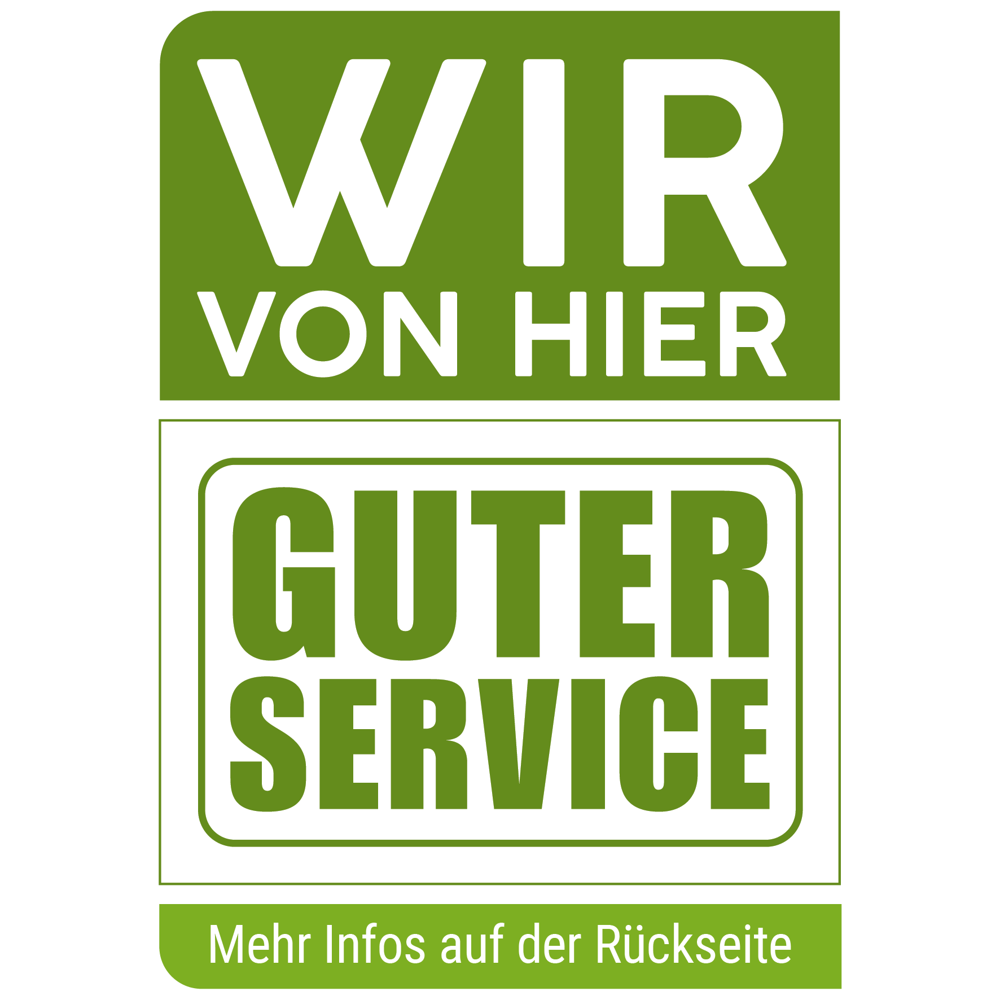 WIR
VON HIER
GUTER
SERVICE
Mehr Infos auf der Rückseite